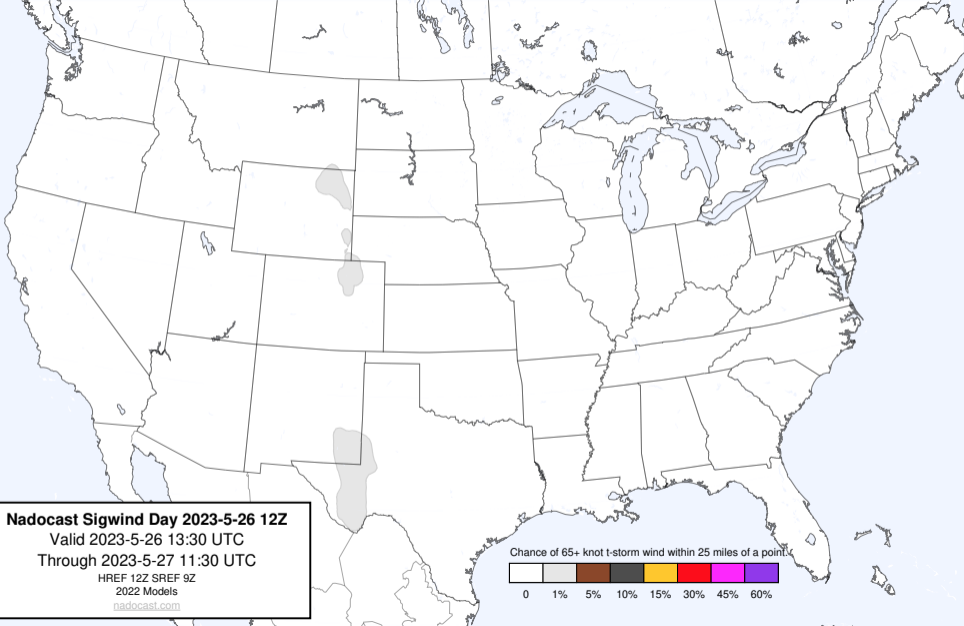 Nadocast Sigwind Day 2023-5-26 12Z
Valid 2023-5-26 13:30 UTC
Through 2023-5-27 11:30 UTC
HREF 12Z SREF 9Z
2022 Models
nadocast.com
Chance of 65+ knot t-storm wind within 25 miles of a point.
0 1% 5% 10% 15% 30% 45% 60%